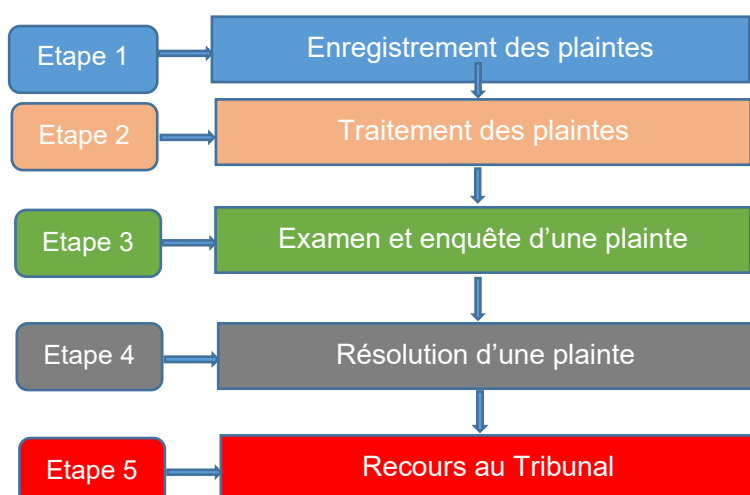 Etape 1
Enregistrement des plaintes
Etape 2
Traitement des plaintes
Etape 3
Examen et enquête d’une plainte
Etape 4
Résolution d’une plainte
Etape 5
Recours au Tribunal